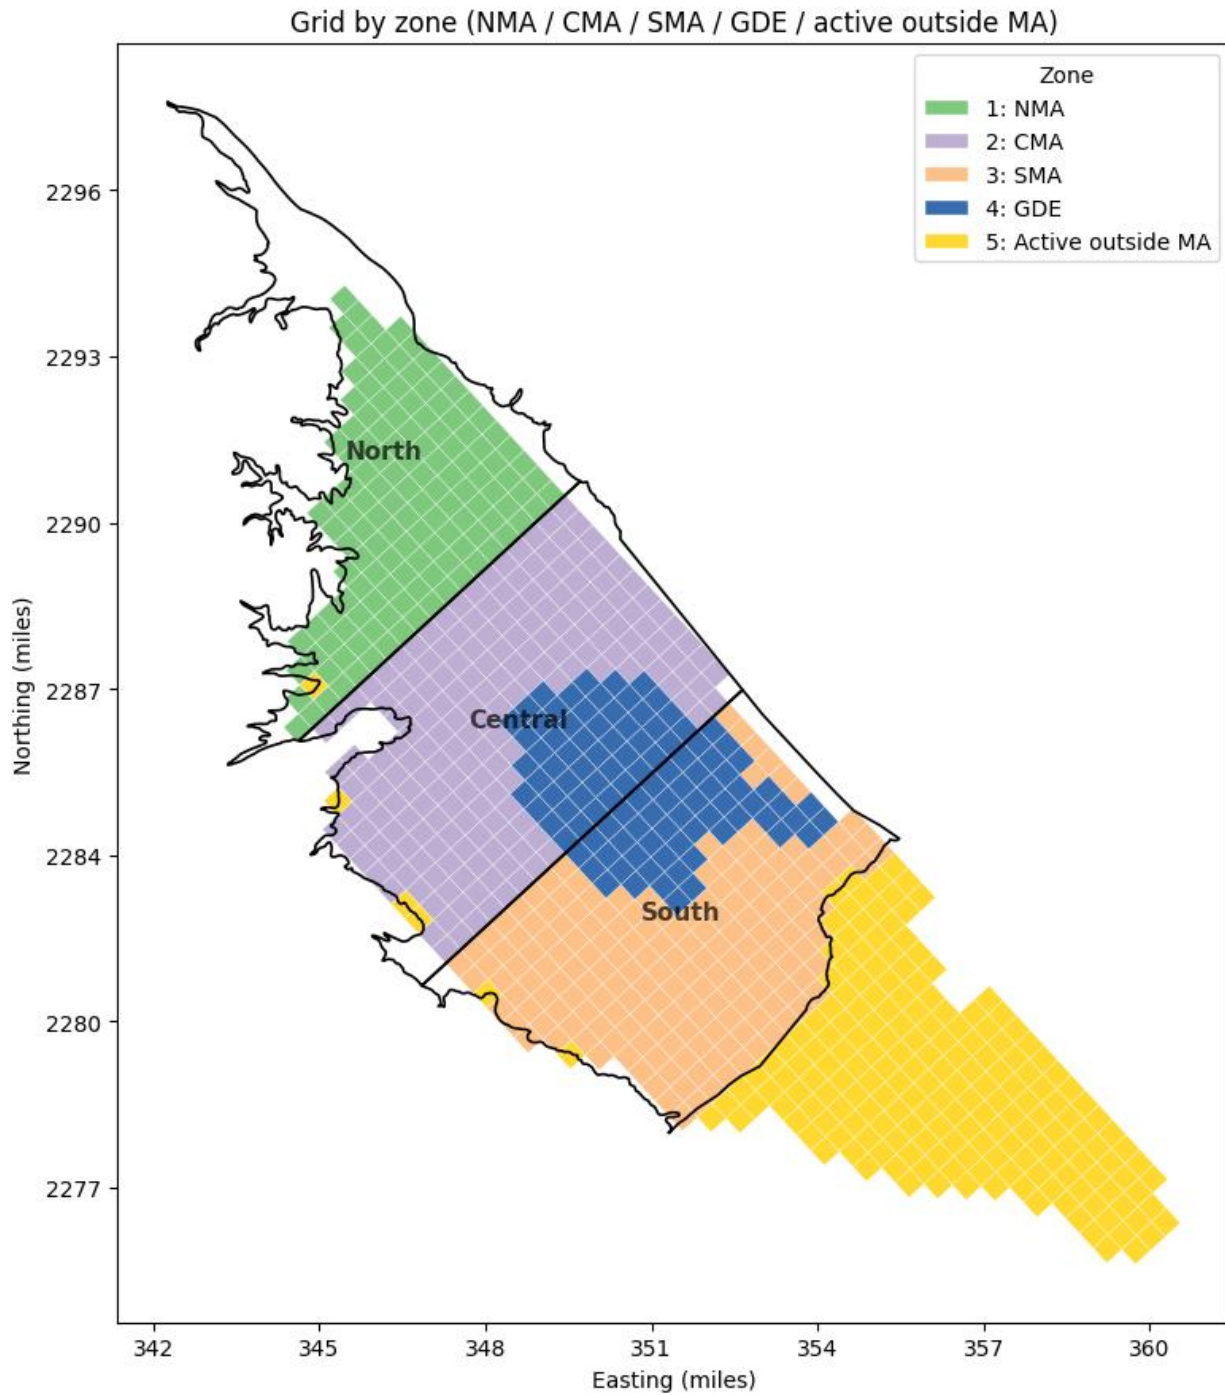 Grid by zone (NMA / CMA / SMA / GDE / active outside MA)
Zone
1: NMA
2: CMA
3: SMA
4: GDE
5: Active outside MA
2296
2293
2290
2287
2284
2280
2277
Northing (miles)
North
Central
South
342
345
348
351
354
357
360
Easting (miles)